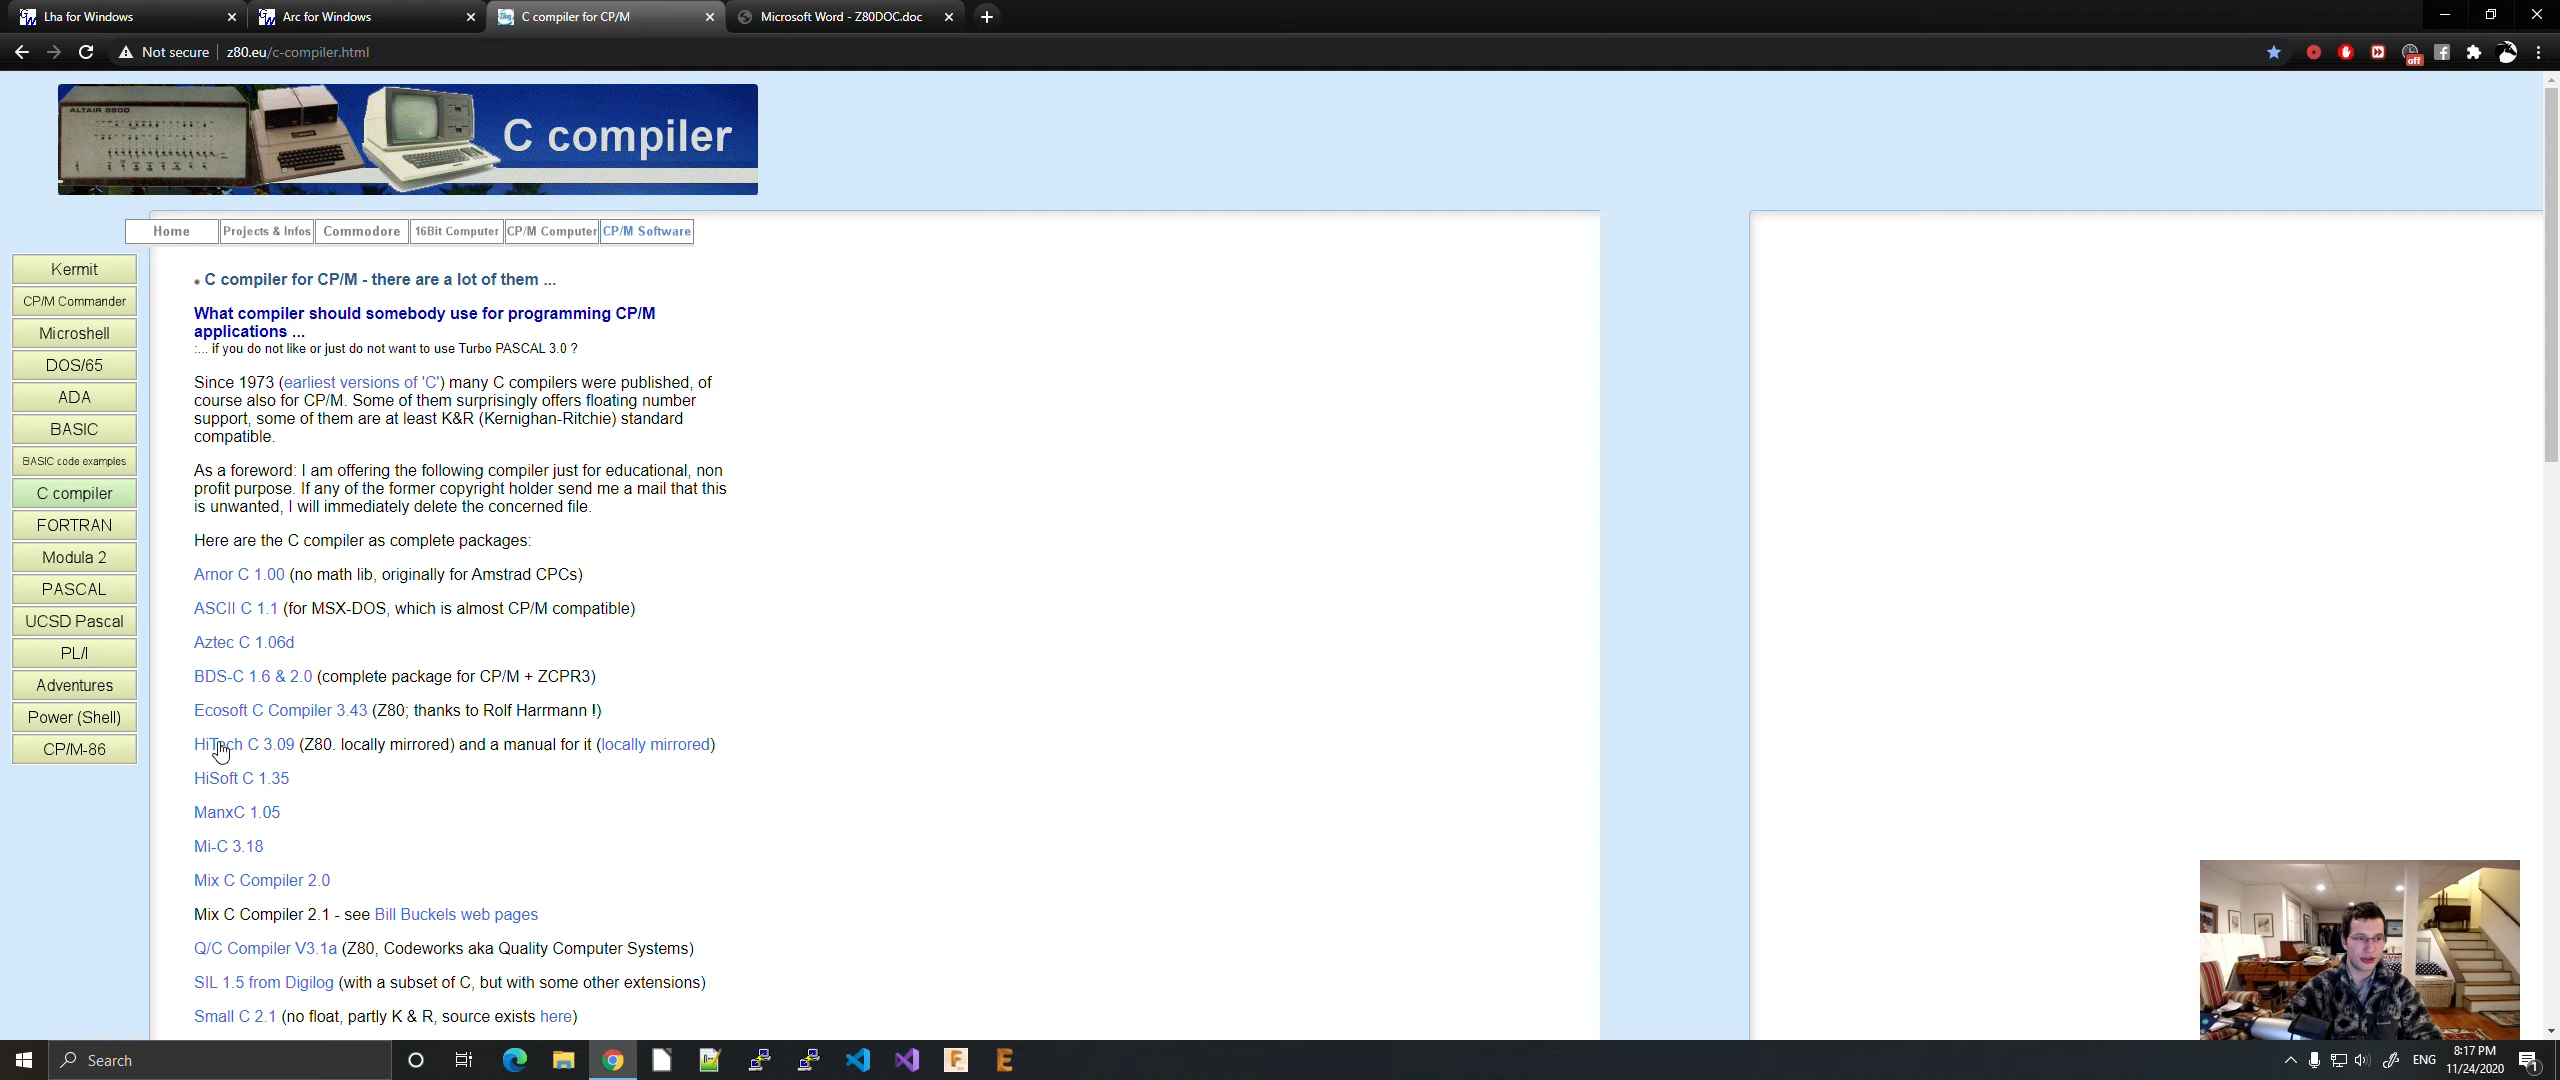 Lha for Windows
Arc for Windows
C compiler for CP/M
Microsoft Word - Z80DOC.doc
Not secure
z80.eu/c-compiler.html
off
ALTAIR 8800
C compiler
Home
Projects & Infos
Commodore
16Bit Computer
CP/M Computer
CP/M Software
Kermit
CP/M Commander
Microshell
DOS/65
ADA
BASIC
BASIC code examples
C compiler
FORTRAN
Modula 2
PASCAL
UCSD Pascal
PL/I
Adventures
Power (Shell)
CP/M-86
C compiler for CP/M - there are a lot of them ...
What compiler should somebody use for programming CP/M
applications ...
:... if you do not like or just do not want to use Turbo PASCAL 3.0 ?
Since 1973 (earliest versions of 'C') many C compilers were published, of
course also for CP/M. Some of them surprisingly offers floating number
support, some of them are at least K&R (Kernighan-Ritchie) standard
compatible.
As a foreword: I am offering the following compiler just for educational, non
profit purpose. If any of the former copyright holder send me a mail that this
is unwanted, I will immediately delete the concerned file.
Here are the C compiler as complete packages:
Arnor C 1.00 (no math lib, originally for Amstrad CPCs)
ASCII C 1.1 (for MSX-DOS, which is almost CP/M compatible)
Aztec C 1.06d
BDS-C 1.6 & 2.0 (complete package for CP/M + ZCPR3)
Ecosoft C Compiler 3.43 (Z80; thanks to Rolf Harrmann !)
HiTech C 3.09 (Z80. locally mirrored) and a manual for it (locally mirrored)
HiSoft C 1.35
ManxC 1.05
Mi-C 3.18
Mix C Compiler 2.0
Mix C Compiler 2.1 - see Bill Buckels web pages
Q/C Compiler V3.1a (Z80, Codeworks aka Quality Computer Systems)
SIL 1.5 from Digilog (with a subset of C, but with some other extensions)
Small C 2.1 (no float, partly K & R, source exists here)
Search
ENG
8:17 PM
11/24/2020
1